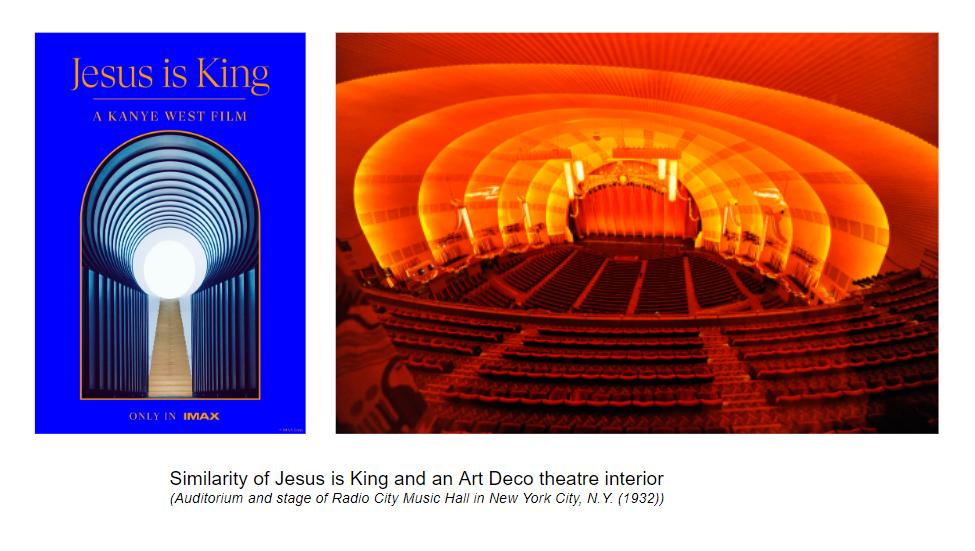 Jesus is King
A KANYE WEST FILM
ONLY IN IMAX
Similarity of Jesus is King and an Art Deco theatre interior
(Auditorium and stage of Radio City Music Hall in New York City, N.Y. (1932))